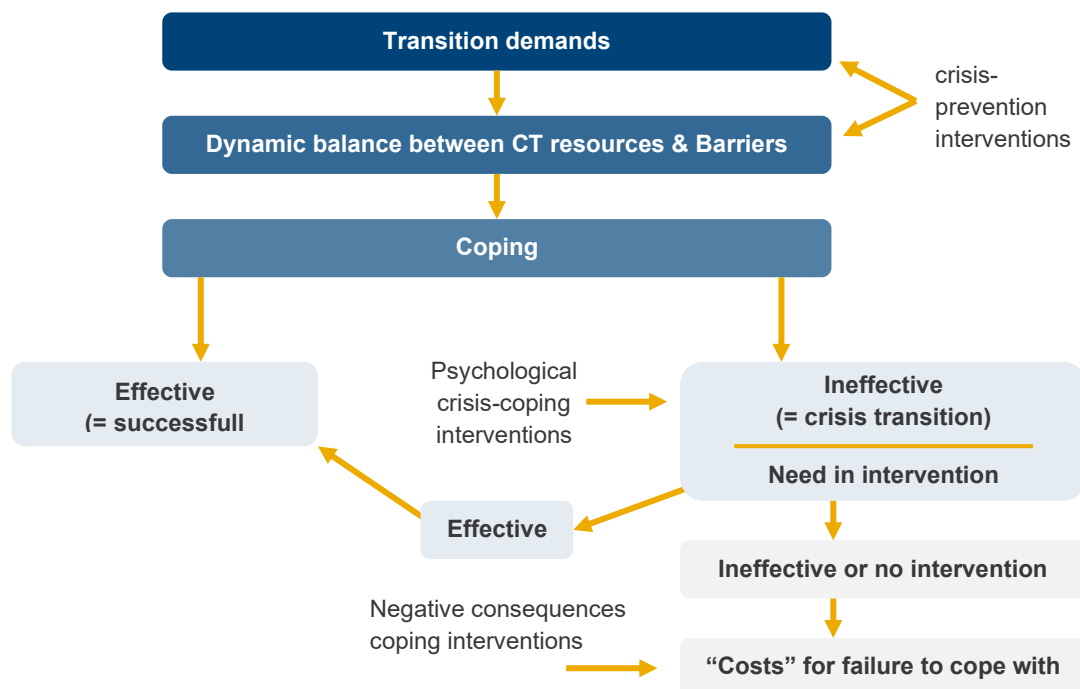 Transition demands
crisis-
prevention
interventions
Dynamic balance between CT resources & Barriers
Coping
Effective
(= successfull
Psychological
crisis-coping
interventions
Ineffective
(= crisis transition)
Need in intervention
Effective
Ineffective or no intervention
Negative consequences
coping interventions
“Costs” for failure to cope with